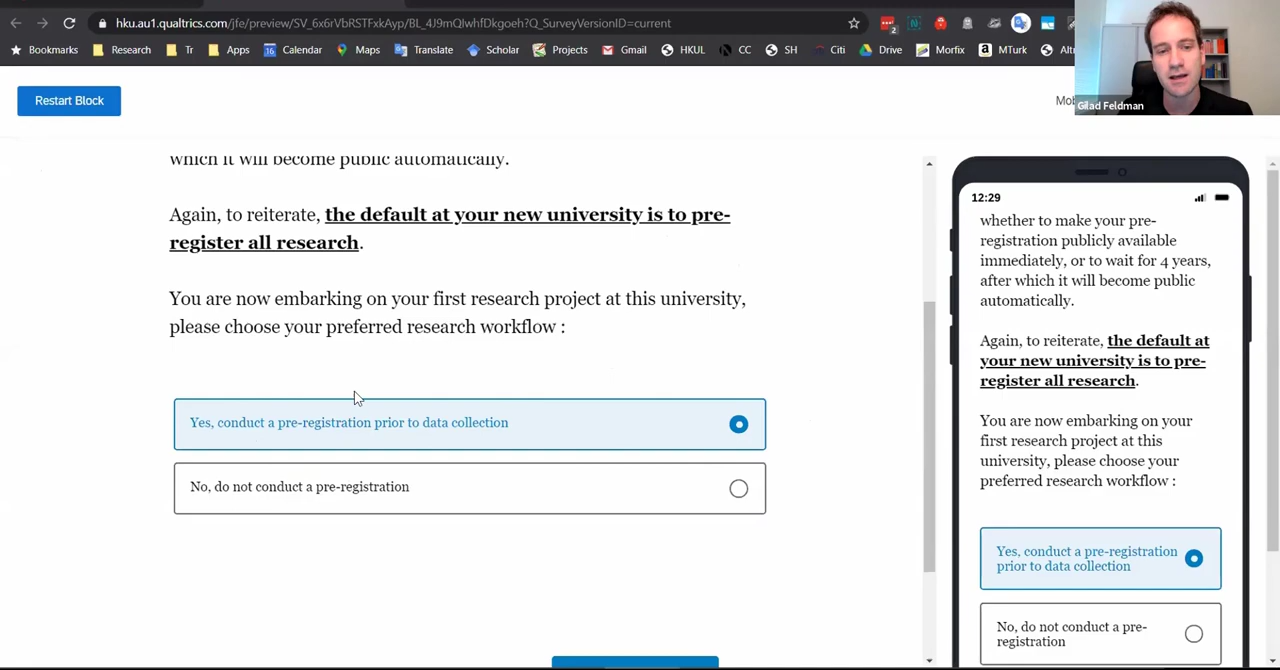 hku.au1.qualtrics.com/jfe/preview/SV_6x6rVbRSTFxkAyp/BL_4J9mQlwhfDkgoeh?Q_SurveyVersionID=current
2
Bookmarks Research Tr Apps 16 Calendar Maps Translate Scholar Projects Gmail HKUL CC SH Citi Drive Morfix a MTurk
Gilad Feldman
Restart Block
which it will become public automatically.
Again, to reiterate, the default at your new university is to pre-
register all research.
You are now embarking on your first research project at this university,
please choose your preferred research workflow :
Yes, conduct a pre-registration prior to data collection
No, do not conduct a pre-registration
12:29
whether to make your pre-
registration publicly available
immediately, or to wait for 4 years,
after which it will become public
automatically.
Again, to reiterate, the default at
your new university is to pre-
register all research.
You are now embarking on your
first research project at this
university, please choose your
preferred research workflow :
Yes, conduct a pre-registration
prior to data collection
No, do not conduct a pre-
registration